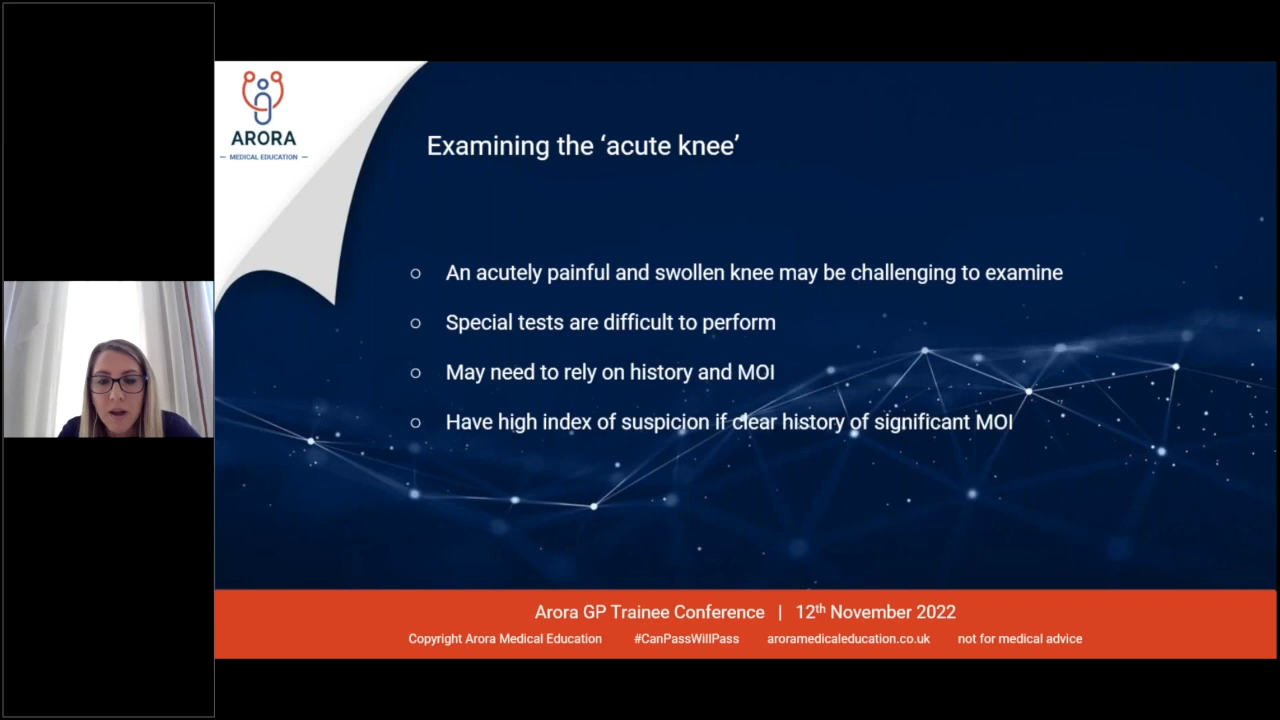 ARORA
MEDICAL EDUCATION
Examining the ‘acute knee’
○ An acutely painful and swollen knee may be challenging to examine
○ Special tests are difficult to perform
○ May need to rely on history and MOI
○ Have high index of suspicion if clear history of significant MOI
Arora GP Trainee Conference | 12th November 2022
Copyright Arora Medical Education #CanPassWillPass aroramedicaleducation.co.uk not for medical advice